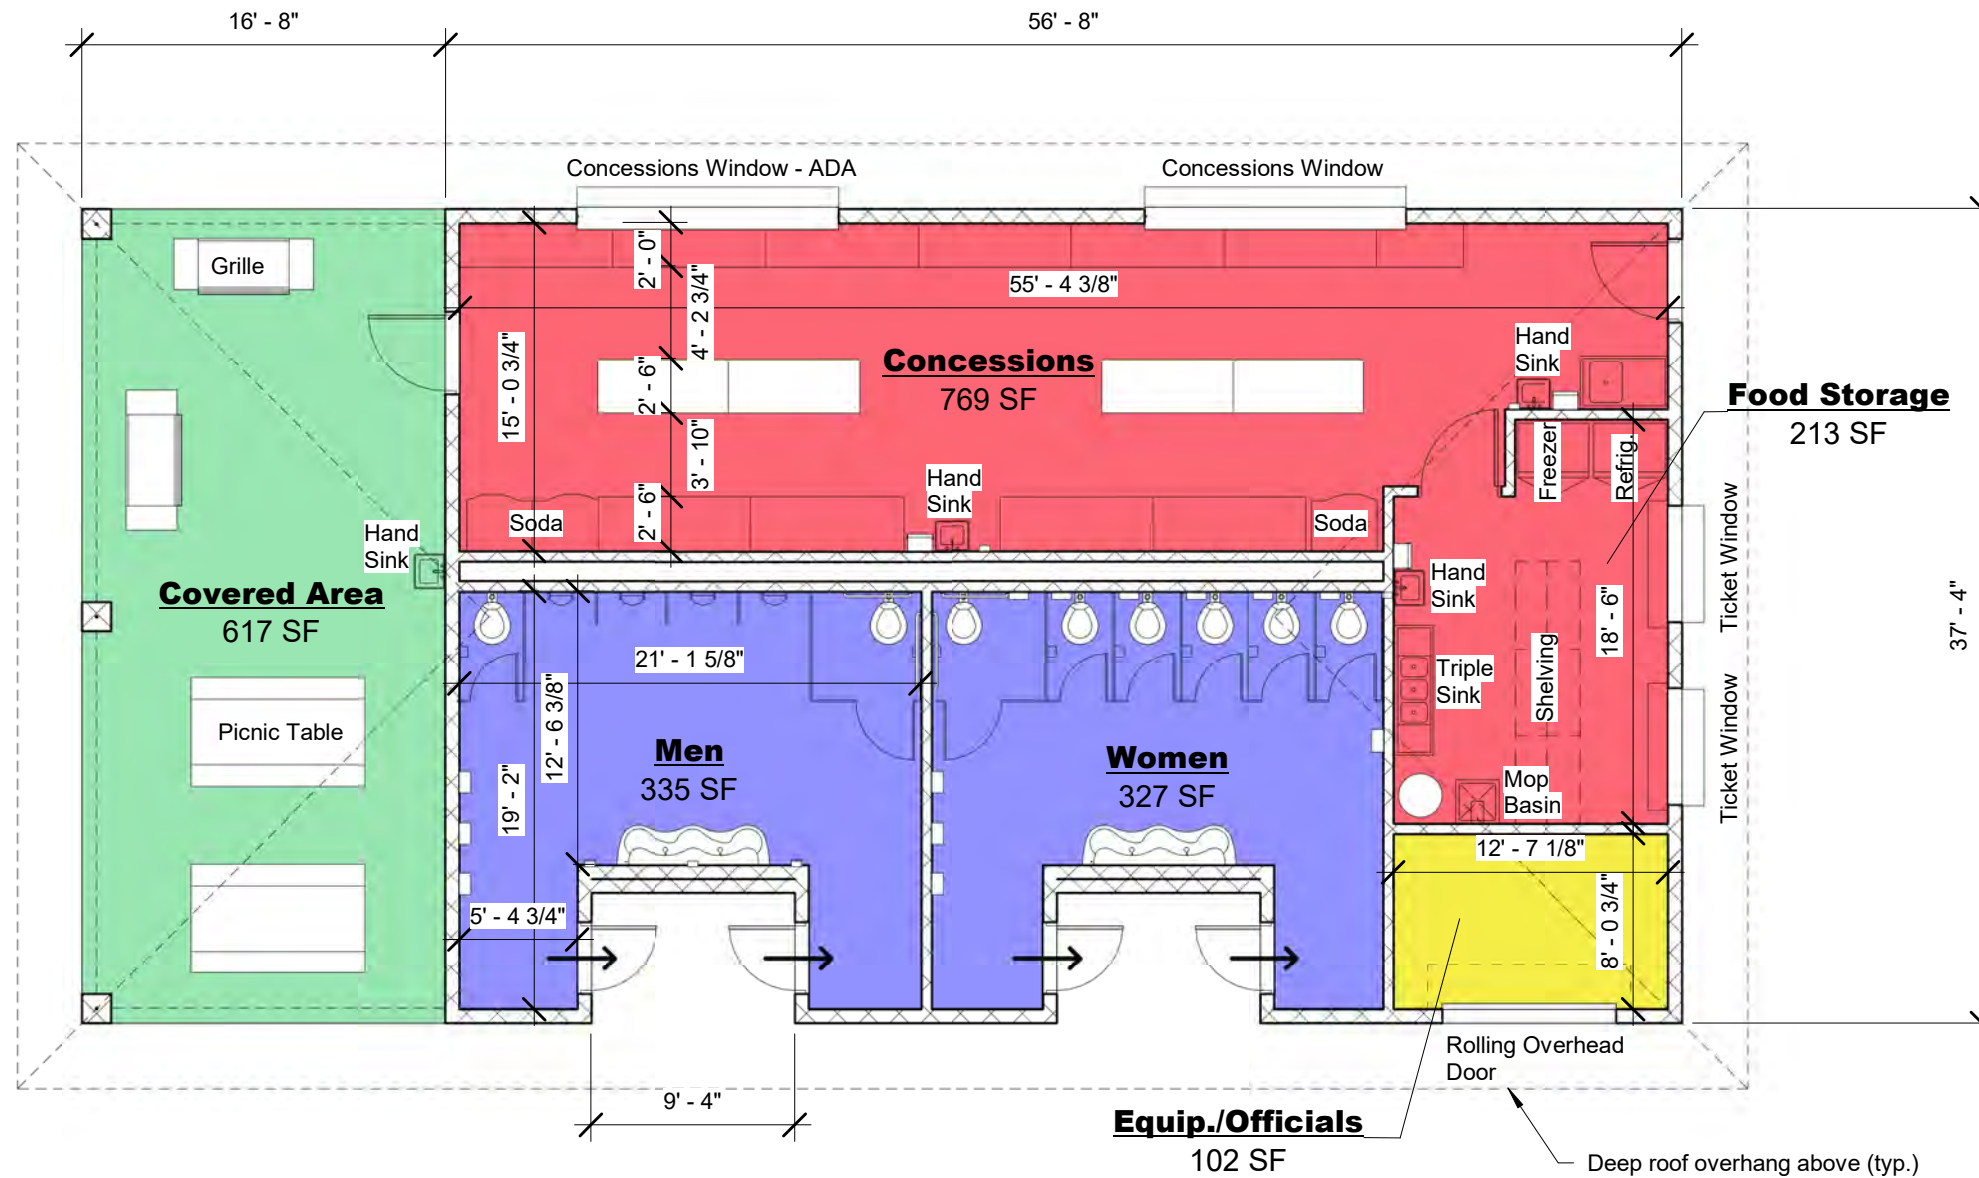 16' - 8"
56' - 8"
Concessions Window - ADA
Concessions Window
Grille
2' - 0"
4' - 2 3/4"
55' - 4 3/8"
15' - 0 3/4"
2' - 6"
3' - 10"
2' - 6"
Concessions
769 SF
Hand
Sink
Food Storage
213 SF
Freezer
Refrig.
Hand
Sink
Soda
Soda
Hand
Sink
Covered Area
617 SF
Hand
Sink
Ticket Window
18' - 6"
37' - 4"
21' - 1 5/8"
12' - 6 3/8"
Triple
Sink
Shelving
Picnic Table
Men
335 SF
Women
327 SF
19' - 2"
Mop
Basin
Ticket Window
12' - 7 1/8"
5' - 4 3/4"
8' - 0 3/4"
Rolling Overhead
Door
9' - 4"
Equip./Officials
102 SF
Deep roof overhang above (typ.)